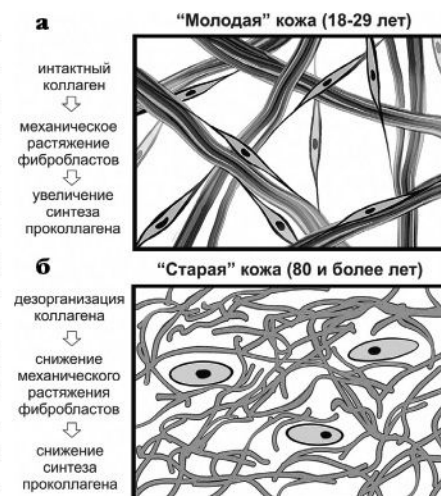 а
“Молодая” кожа (18-29 лет)
интактный
коллаген
механическое
растяжение
фибробластов
увеличение
синтеза
проколлагена
б
“Старая” кожа (80 и более лет)
дезорганизация
коллагена
снижение
механического
растяжения
фибробластов
снижение
синтеза
проколлагена